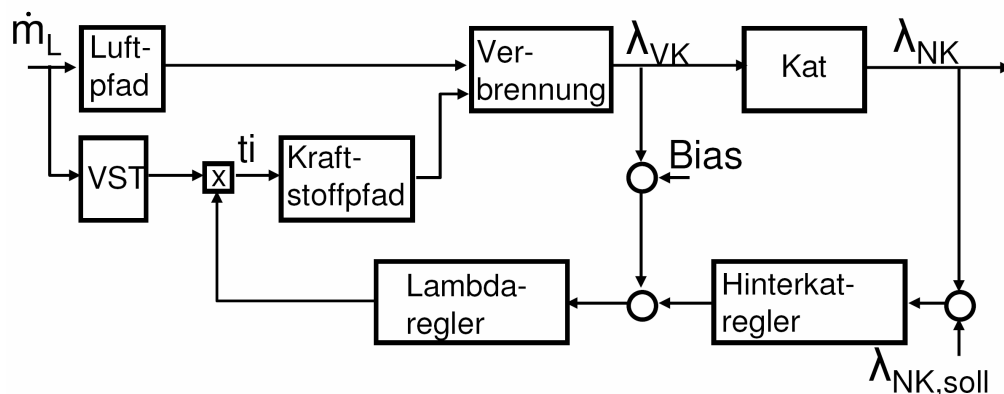 ṁL
Luft-
pfad
Ver-
brennung
λVK
Kat
λNK
VST
x
ti
Kraft-
stoffpfad
Bias
Lambda-
regler
Hinterkat-
regler
λNK,soll